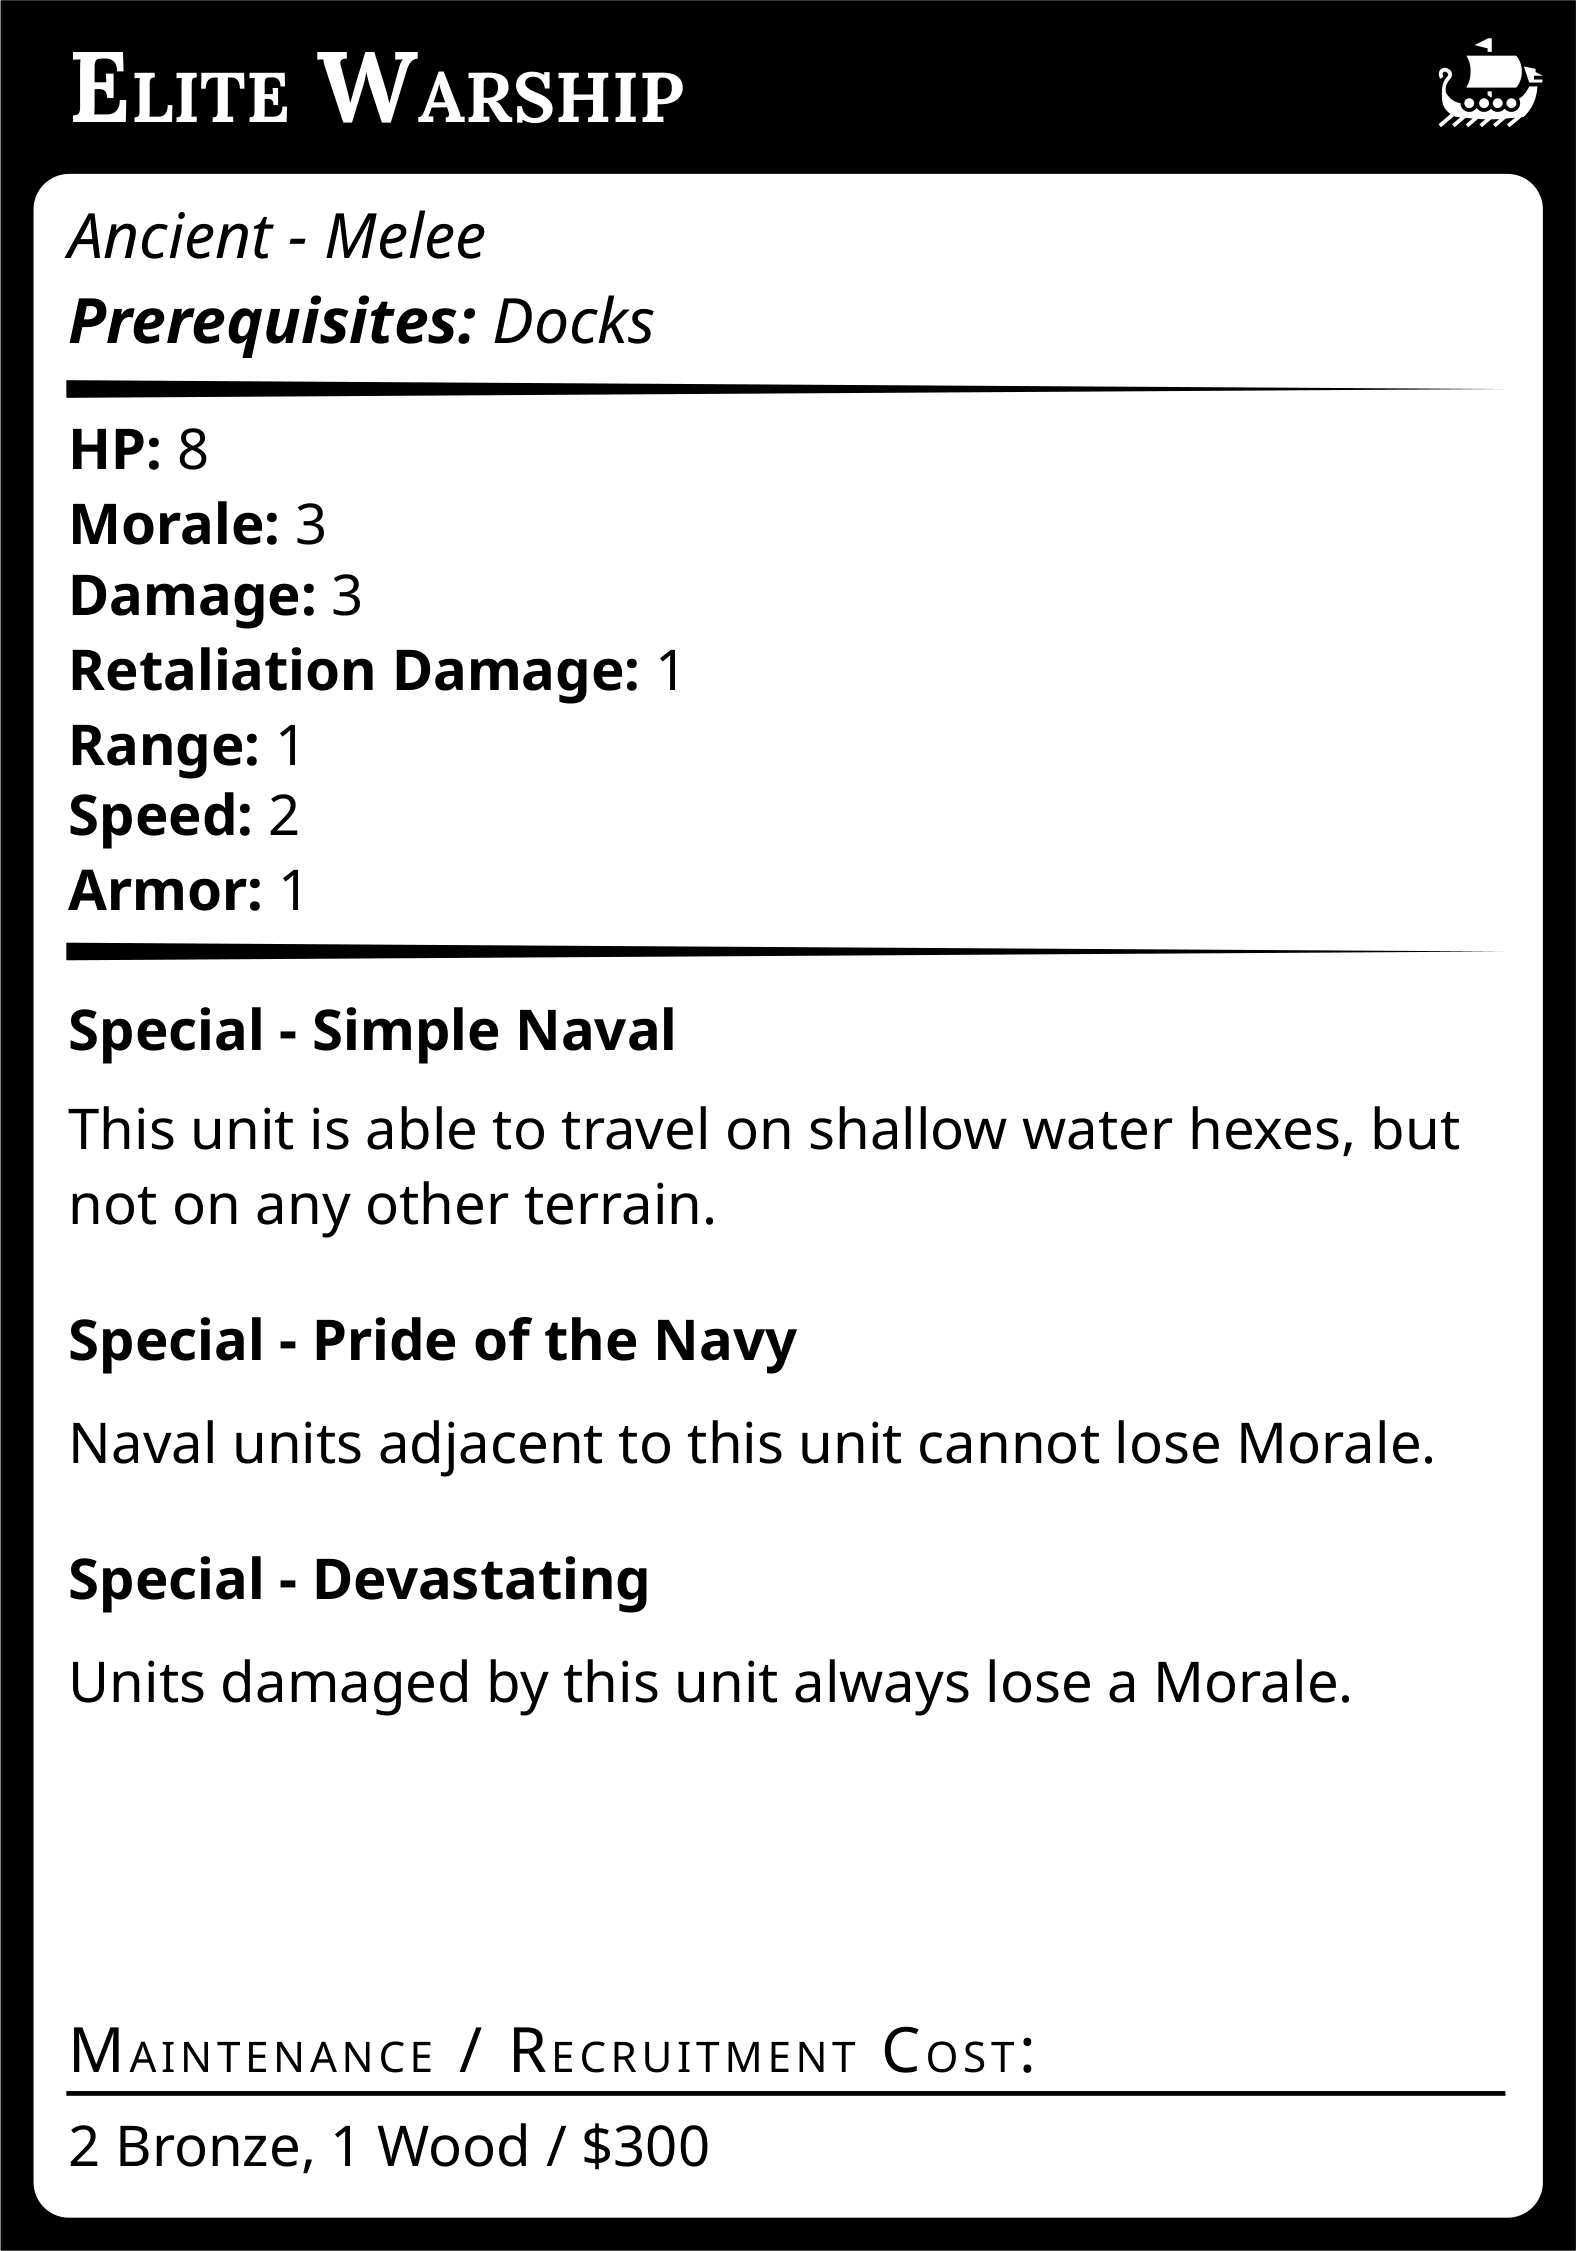 Elite Warship
Ancient - Melee
Prerequisites: Docks
HP: 8
Morale: 3
Damage: 3
Retaliation Damage: 1
Range: 1
Speed: 2
Armor: 1
Special - Simple Naval
This unit is able to travel on shallow water hexes, but
not on any other terrain.
Special - Pride of the Navy
Naval units adjacent to this unit cannot lose Morale.
Special - Devastating
Units damaged by this unit always lose a Morale.
Maintenance / Recruitment Cost:
2 Bronze, 1 Wood / $300